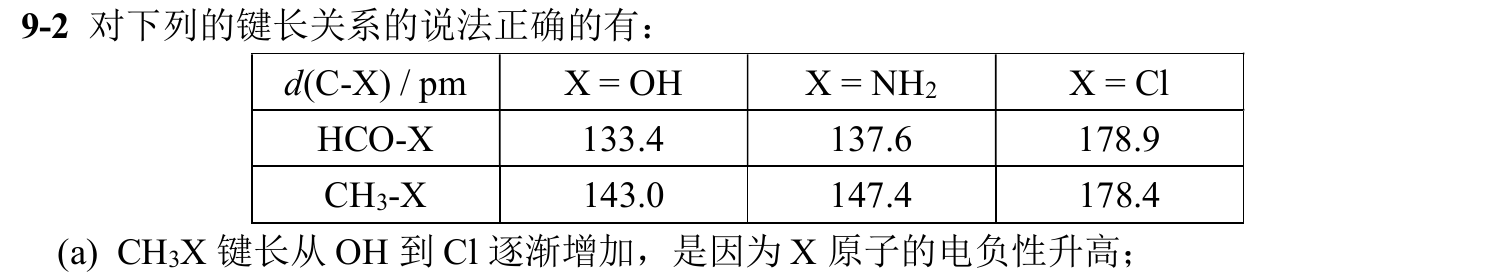 9-2 对下列的键长关系的说法正确的有：
d(C-X) / pm X = OH X = NH₂ X = Cl
HCO-X 133.4 137.6 178.9
CH₃-X 143.0 147.4 178.4
(a) CH₃X 键长从 OH 到 Cl 逐渐增加，是因为 X 原子的电负性升高；